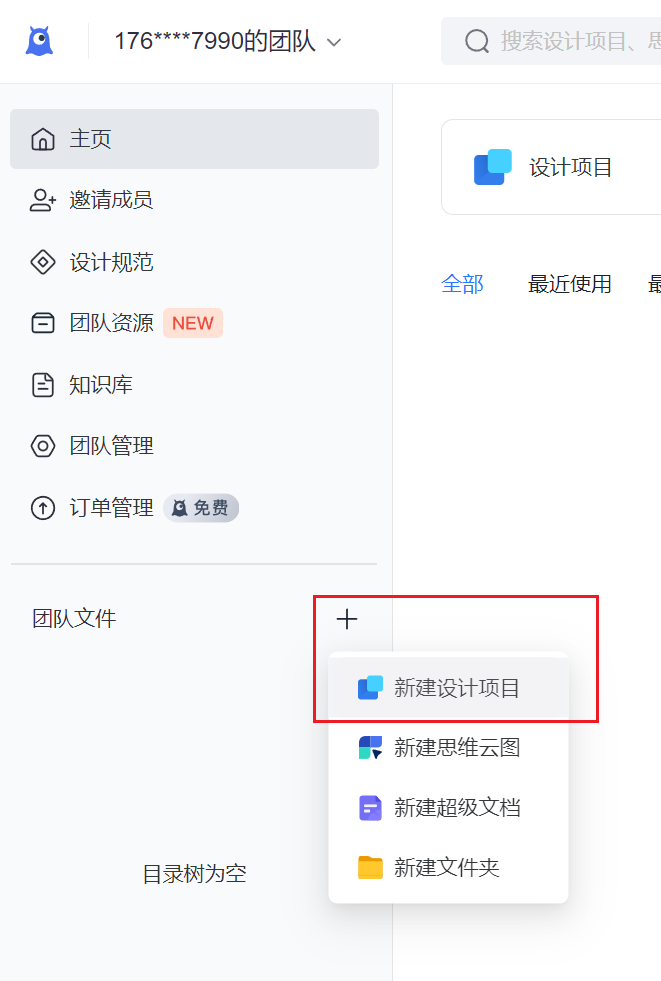 176****7990的团队
搜索设计项目、思
主页
邀请成员
设计规范
团队资源 NEW
知识库
团队管理
订单管理 免费
设计项目
全部 最近使用 最
团队文件
新建设计项目
新建思维云图
新建超级文档
新建文件夹
目录树为空